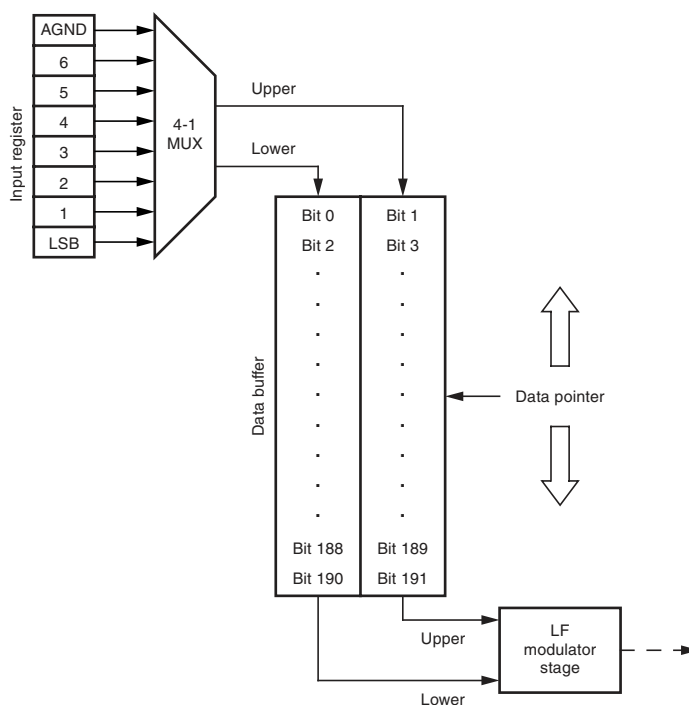 Input register
AGND
6
5
4
3
2
1
LSB
4-1
MUX
Upper
Lower
Data buffer
Bit 0
Bit 1
Bit 2
Bit 3
Bit 188
Bit 189
Bit 190
Bit 191
Data pointer
Upper
Lower
LF
modulator
stage